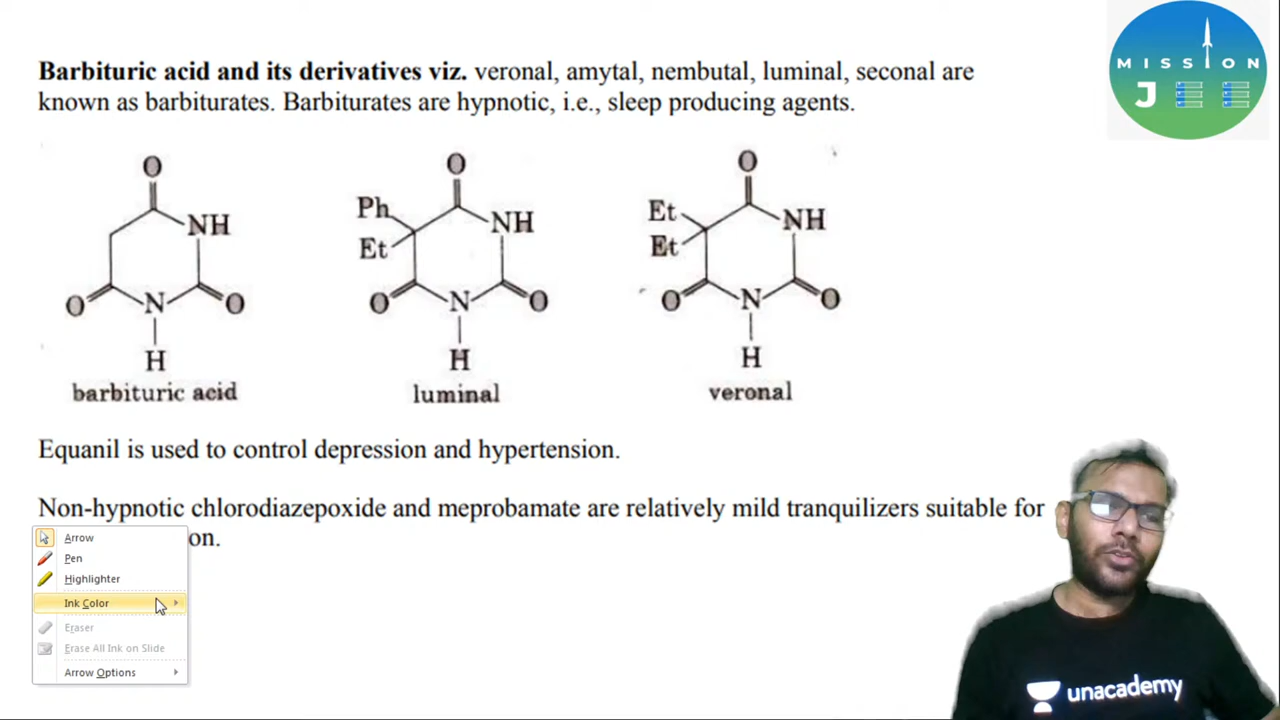 Barbituric acid and its derivatives viz. veronal, amytal, nembutal, luminal, seconal are
known as barbiturates. Barbiturates are hypnotic, i.e., sleep producing agents.
MISSION
JEE
O
NH
O
N
O
H
barbituric acid
O
Ph
NH
Et
O
N
O
H
luminal
O
Et
NH
Et
O
N
O
H
veronal
Equanil is used to control depression and hypertension.
Non-hypnotic chlorodiazepoxide and meprobamate are relatively mild tranquilizers suitable for
on.
Arrow
Pen
Highlighter
Ink Color
Eraser
Erase All Ink on Slide
Arrow Options
unacademy